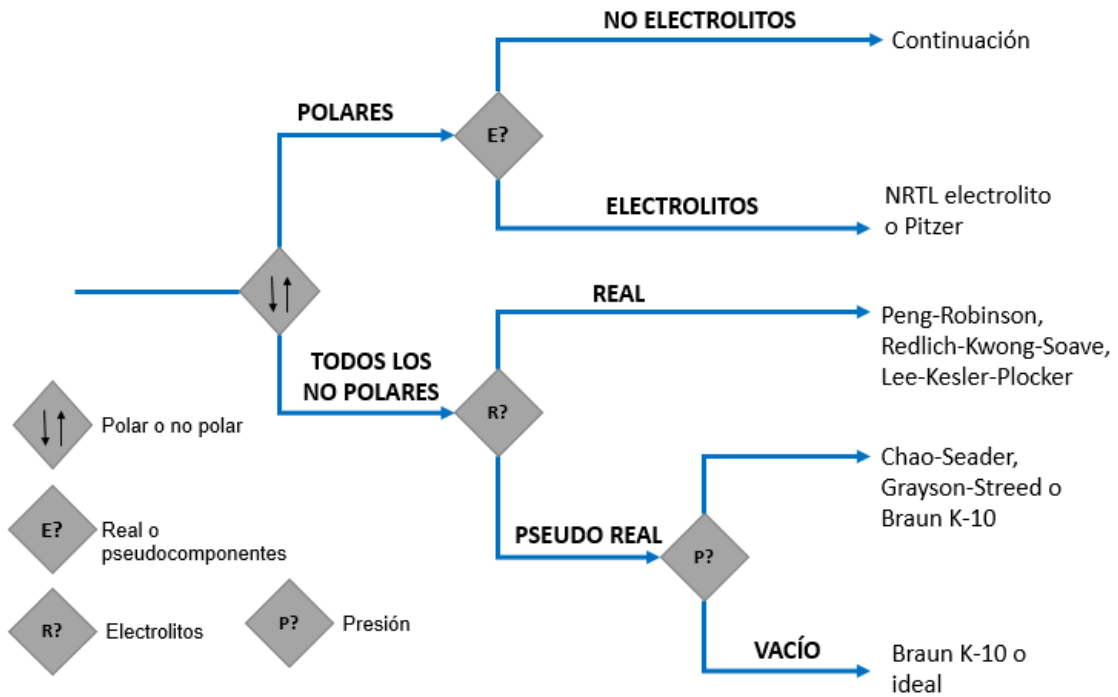 NO ELECTROLITOS
Continuación
POLARES
E?
ELECTROLITOS
NRTL electrolito
o Pitzer
REAL
Peng-Robinson,
Redlich-Kwong-Soave,
Lee-Kesler-Plocker
TODOS LOS
NO POLARES
R?
Polar o no polar
Chao-Seader,
Grayson-Streed o
Braun K-10
PSEUDO REAL
P?
E?
Real o
pseudocomponentes
R?
Electrolitos
P?
Presión
VACÍO
Braun K-10 o
ideal